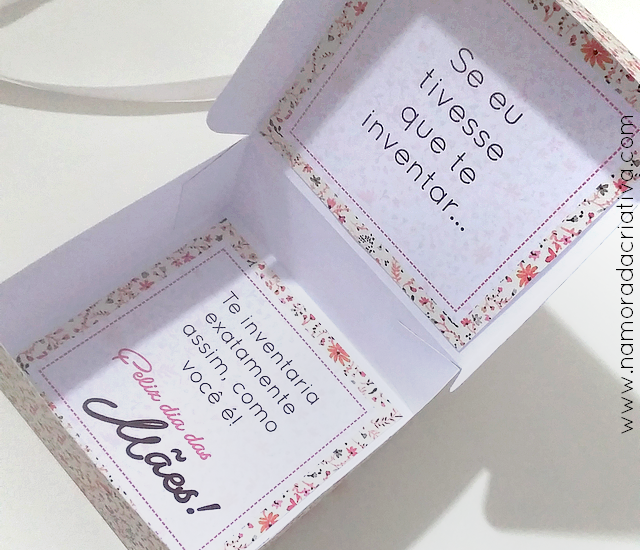 Se eu
tivesse
que te
inventar...
Te inventaria
exatamente
assim, como
você é!
Feliz dia das
Mães!
www.namoradacriativa.com